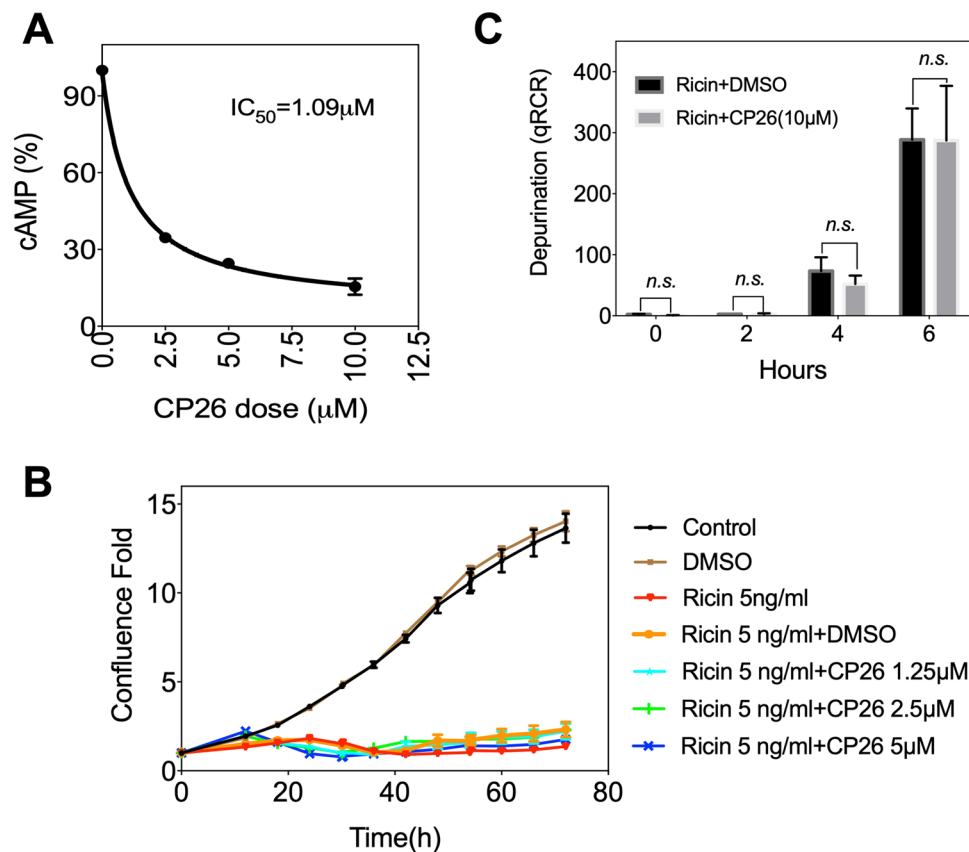 A
90
60
30
0
cAMP (%)
IC50=1.09μM
0.0
2.5
5.0
7.5
10.0
12.5
CP26 dose (μM)
C
400
300
200
100
0
Depurination (qRCR)
Ricin+DMSO
Ricin+CP26(10μM)
n.s.
n.s.
n.s.
n.s.
0
2
4
6
Hours
B
15
10
5
0
Confluence Fold
0
20
40
60
80
Time(h)
Control
DMSO
Ricin 5ng/ml
Ricin 5 ng/ml+DMSO
Ricin 5 ng/ml+CP26 1.25μM
Ricin 5 ng/ml+CP26 2.5μM
Ricin 5 ng/ml+CP26 5μM